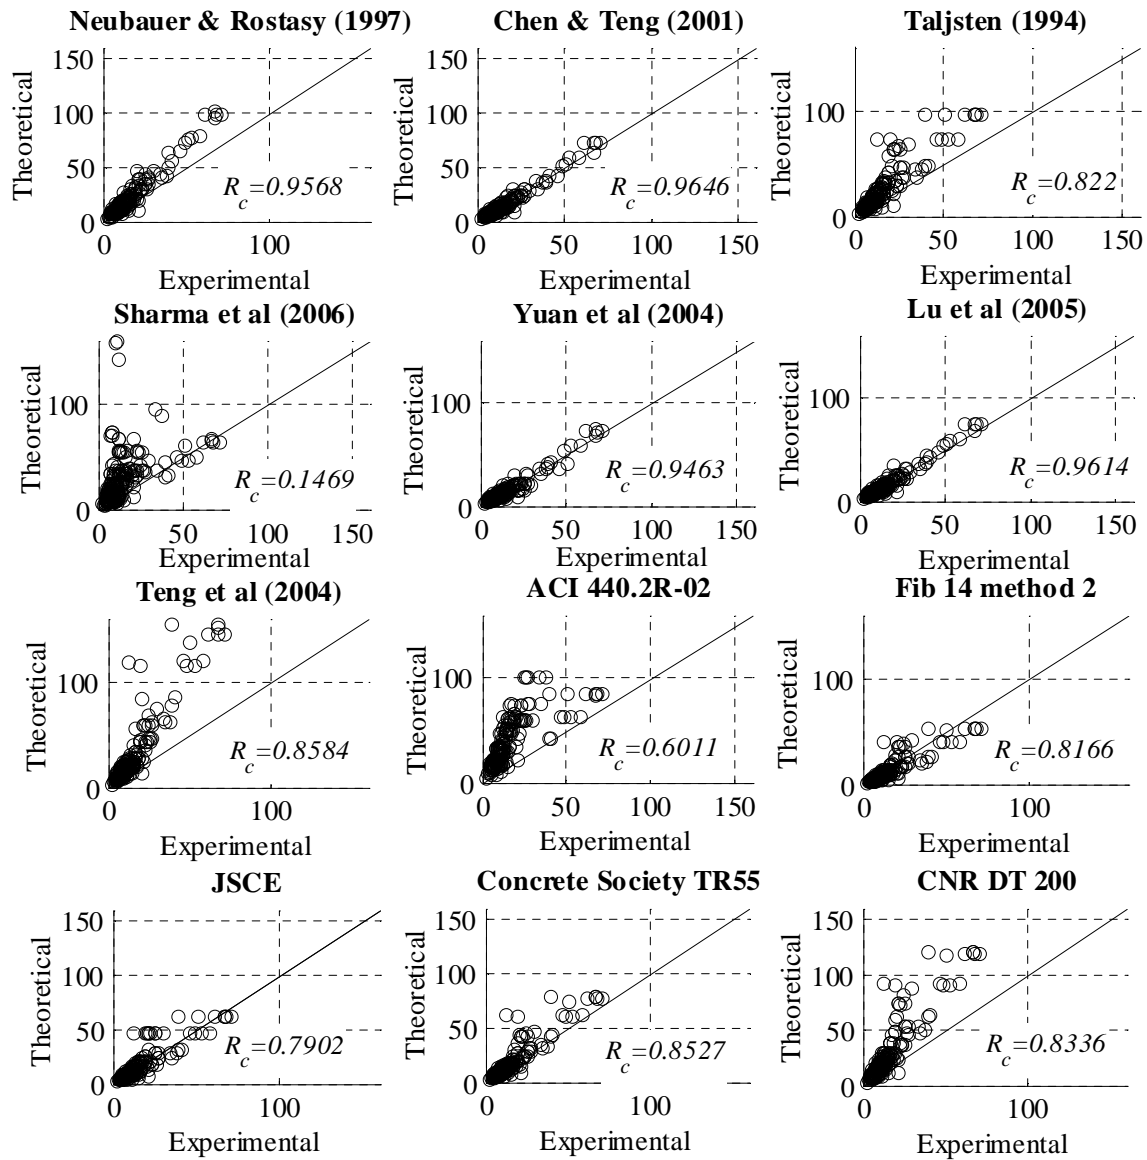 Neubauer & Rostasy (1997)
150
100
50
0
Theoretical
R_c=0.9568
0
100
Experimental
Chen & Teng (2001)
150
100
50
0
Theoretical
R_c=0.9646
0
50
100
150
Experimental
Taljsten (1994)
100
0
Theoretical
R_c=0.822
0
50
100
150
Experimental
Sharma et al (2006)
100
0
Theoretical
R_c=0.1469
0
50
100
150
Experimental
Yuan et al (2004)
100
0
Theoretical
R_c=0.9463
0
50
100
150
Experimental
Lu et al (2005)
100
0
Theoretical
R_c=0.9614
0
50
100
150
Experimental
Teng et al (2004)
100
0
Theoretical
R_c=0.8584
0
100
Experimental
ACI 440.2R-02
100
0
Theoretical
R_c=0.6011
0
50
100
150
Experimental
Fib 14 method 2
100
0
Theoretical
R_c=0.8166
0
100
Experimental
JSCE
150
100
50
0
Theoretical
R_c=0.7902
0
100
Experimental
Concrete Society TR55
150
100
50
0
Theoretical
R_c=0.8527
0
100
Experimental
CNR DT 200
150
100
50
0
Theoretical
R_c=0.8336
0
100
Experimental